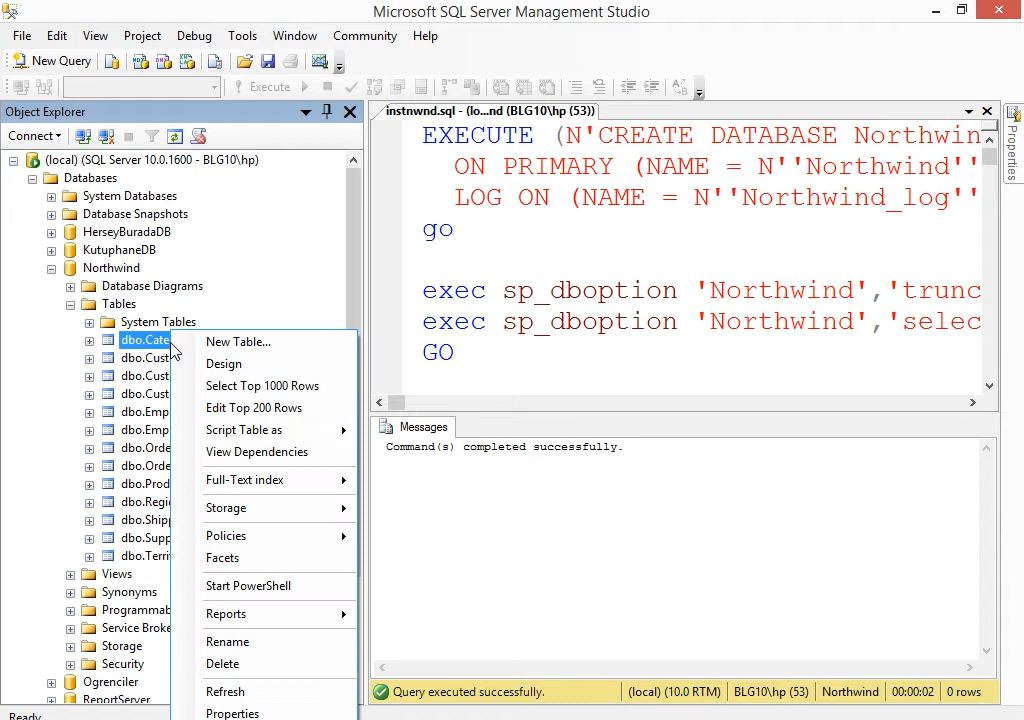 Microsoft SQL Server Management Studio
File Edit View Project Debug Tools Window Community Help
New Query
Execute
Object Explorer
Connect
(local) (SQL Server 10.0.1600 - BLG10\hp)
Databases
System Databases
Database Snapshots
HerseyBuradaDB
KutuphaneDB
Northwind
Database Diagrams
Tables
System Tables
dbo.Cate
dbo.Cust
dbo.Cust
dbo.Cust
dbo.Emp
dbo.Emp
dbo.Orde
dbo.Orde
dbo.Prod
dbo.Regi
dbo.Ship
dbo.Supp
dbo.Terri
Views
Synonyms
Programmab
Service Broke
Storage
Security
Ogrenciler
ReportServer
Ready
New Table...
Design
Select Top 1000 Rows
Edit Top 200 Rows
Script Table as
View Dependencies
Full-Text index
Storage
Policies
Facets
Start PowerShell
Reports
Rename
Delete
Refresh
Properties
instnwnd.sql - (lo...nd (BLG10\hp (53))
EXECUTE (N'CREATE DATABASE Northwin
ON PRIMARY (NAME = N''Northwind''
LOG ON (NAME = N''Northwind_log''
go
exec sp_dboption 'Northwind','trunc
exec sp_dboption 'Northwind','selec
GO
Messages
Command(s) completed successfully.
Query executed successfully. (local) (10.0 RTM) BLG10\hp (53) Northwind 00:00:02 0 rows
Properties